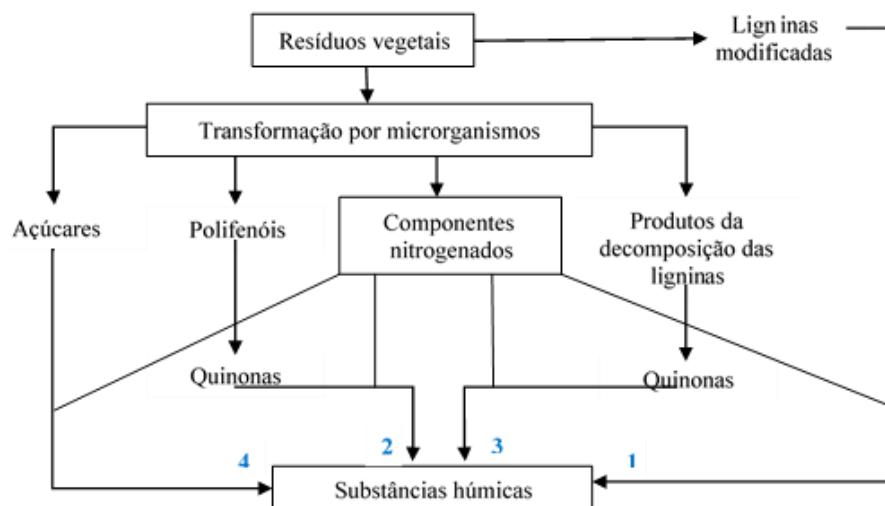 Resíduos vegetais
Lign inas
modificadas
Transformação por microrganismos
Açúcares
Polifenóis
Componentes
nitrogenados
Produtos da
decomposição das
ligninas
Quinonas
Quinonas
4
2
3
1
Substâncias húmicas